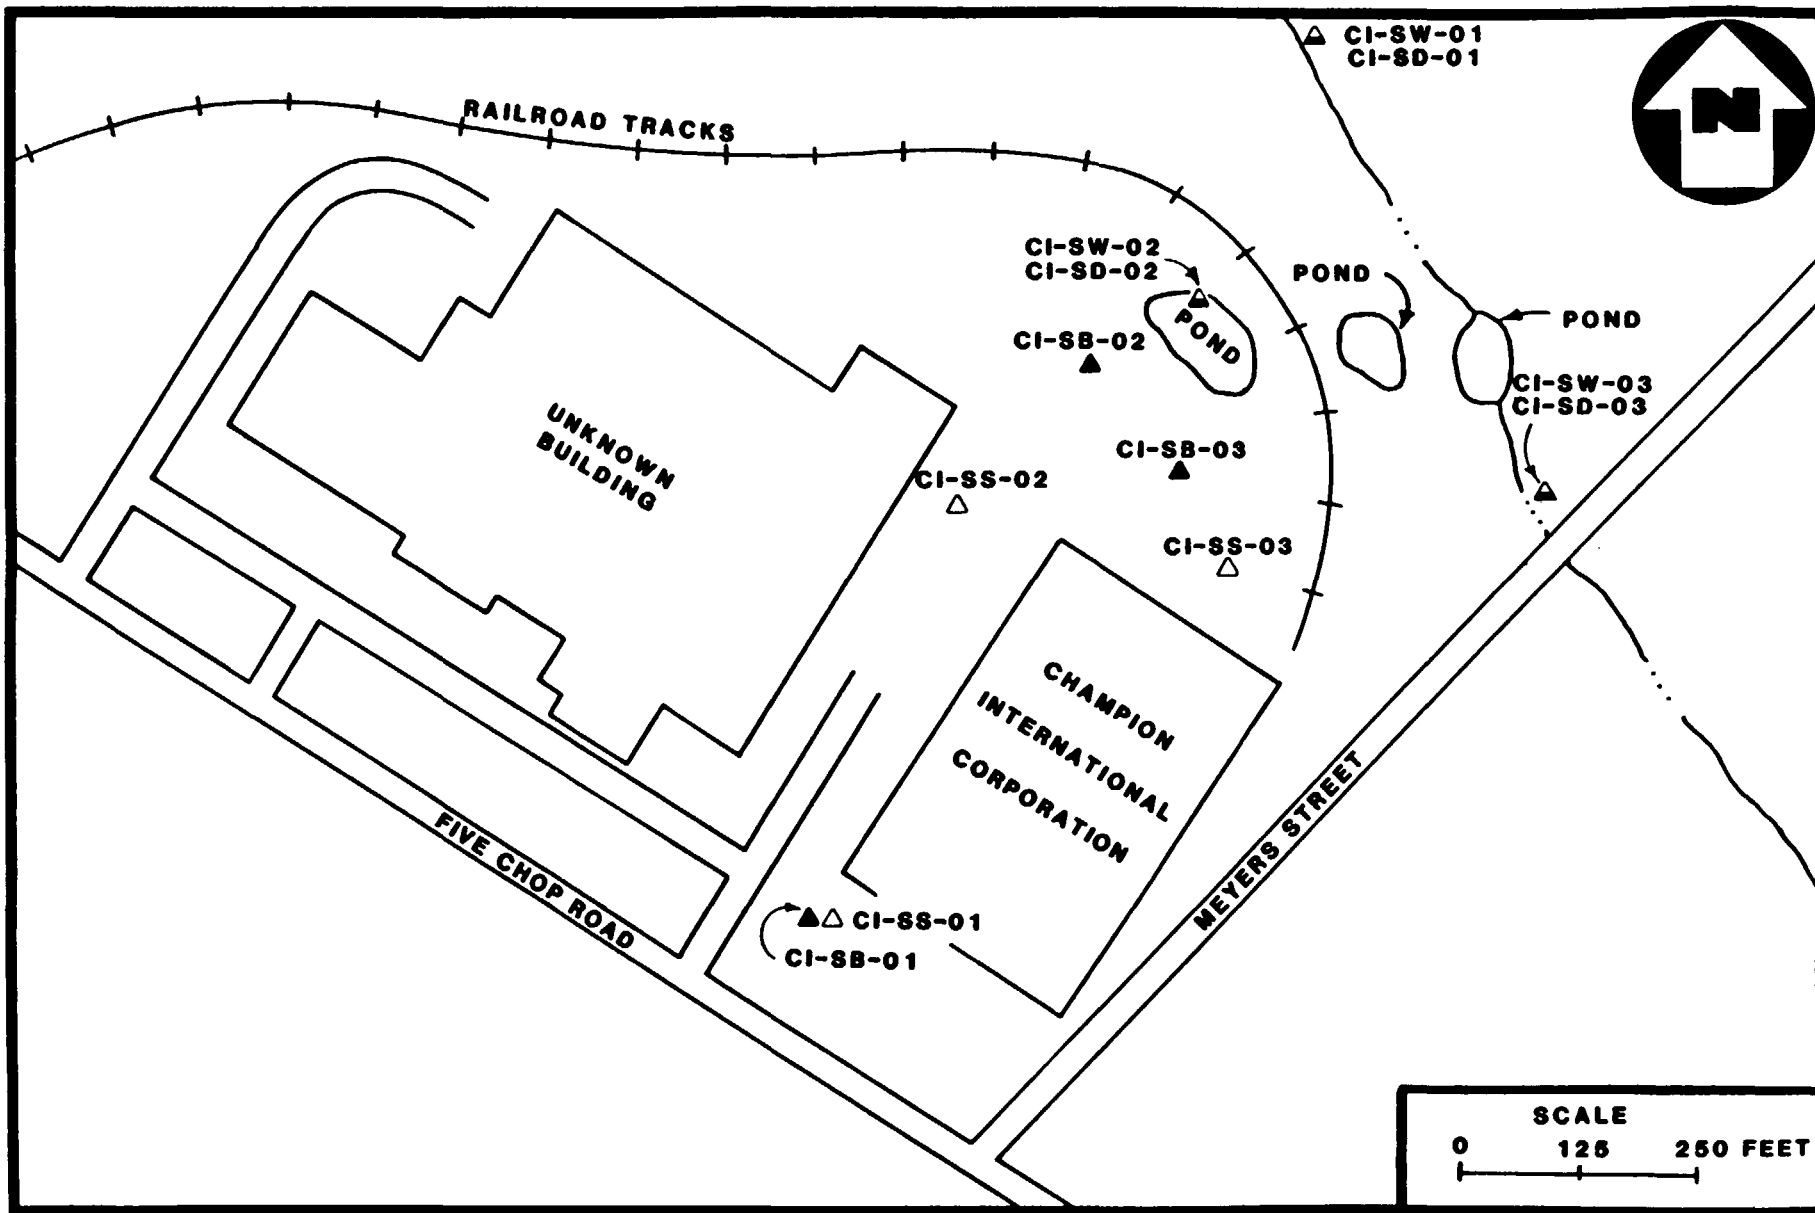 CI-SW-01
CI-SD-01
N
RAILROAD TRACKS
CI-SW-02
CI-SD-02
POND
POND
POND
POND
CI-SB-02
CI-SW-03
CI-SD-03
UNKNOWN
BUILDING
CI-SB-03
CI-SS-02
CI-SS-03
CHAMPION
INTERNATIONAL
CORPORATION
MEYERS STREET
FIVE CHOP ROAD
CI-SS-01
CI-SB-01
SCALE
0 125 250 FEET